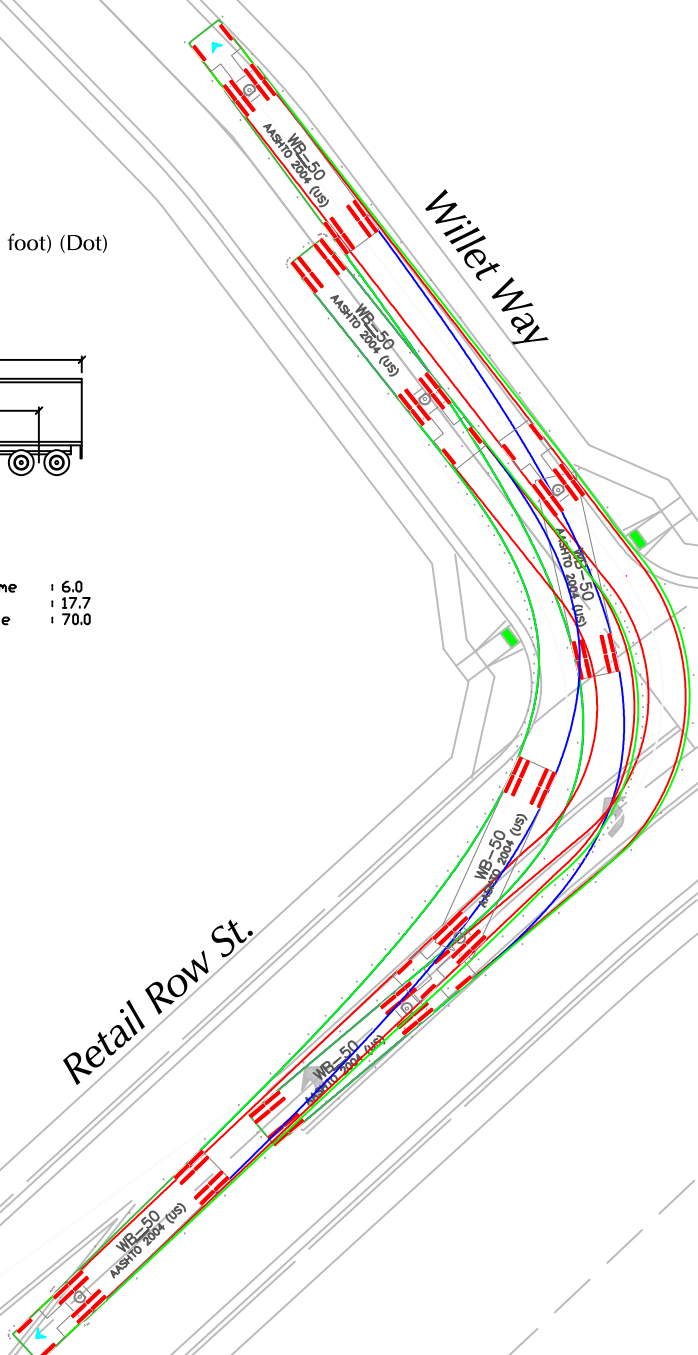 WB-50
AASHTO 2004 (US)
Willet Way
foot) (Dot)
WB-50
AASHTO 2004 (US)
WB-50
AASHTO 2004 (US)
me : 6.0
: 17.7
e : 70.0
WB-50
AASHTO 2004 (US)
Retail Row St.
WB-50
AASHTO 2004 (US)
WB-50
AASHTO 2004 (US)